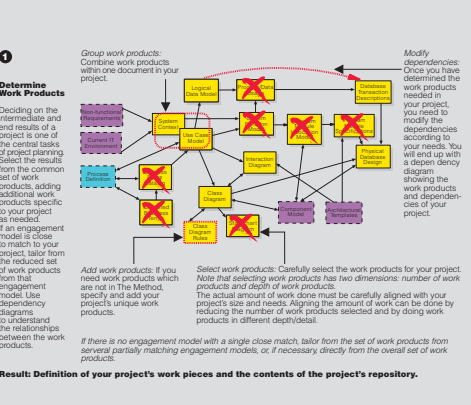 1
Determine
Work Products
Deciding on the
intermediate and
end results of a
project is one of
the central tasks
of project planning.
Select the results
from the common
set of work
products, adding
additional work
products specific
to your project
as needed.
If an engagement
model is close
to match to your
project, tailor from
the reduced set
of work products
from that
engagement
model. Use
dependency
diagrams
to understand
the relationships
between the work
products.
Group work products:
Combine work products
within one document in your
project.
Modify
dependencies:
Once you have
determined the
work products
needed in
your project,
you need to
modify the
dependencies
according to
your needs. You
will end up with
a depen dency
diagram
showing the
work products
and dependen-
cies of your
project.
Logical
Data Model
Database
Transaction
Descriptions
Non-functional
Requirements
System
Context
Current IT
Environment
Use Case
Model
Process
Definition
Interaction
Diagram
Physical
Database
Design
Class
Diagram
Component
Model
Architecture
Templates
Class
Diagram
Rules
Add work products: If you
need work products which
are not in The Method,
specify and add your
project's unique work
products.
Select work products: Carefully select the work products for your project.
Note that selecting work products has two dimensions: number of work
products and depth of work products.
The actual amount of work done must be carefully aligned with your
project's size and needs. Aligning the amount of work can be done by
reducing the number of work products selected and by doing work
products in different depth/detail.
If there is no engagement model with a single close match, tailor from the set of work products from
several partially matching engagement models, or, if necessary, directly from the overall set of work
products.
Result: Definition of your project's work pieces and the contents of the project's repository.